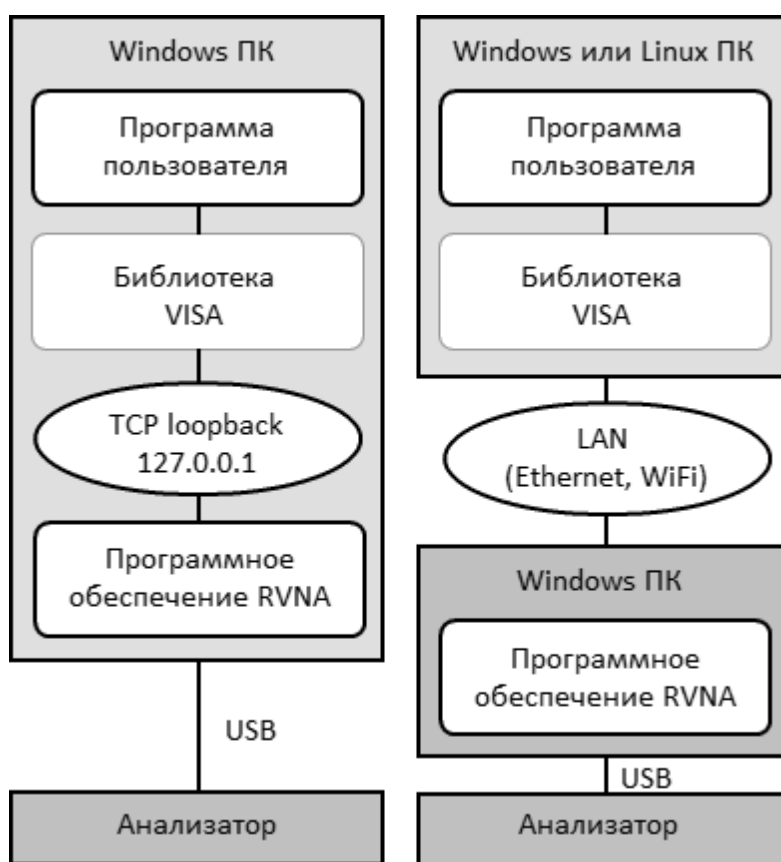 Windows ПК
Программа
пользователя
Библиотека
VISA
TCP loopback
127.0.0.1
Программное
обеспечение RVNA
USB
Анализатор
Windows или Linux ПК
Программа
пользователя
Библиотека
VISA
LAN
(Ethernet, WiFi)
Windows ПК
Программное
обеспечение RVNA
USB
Анализатор